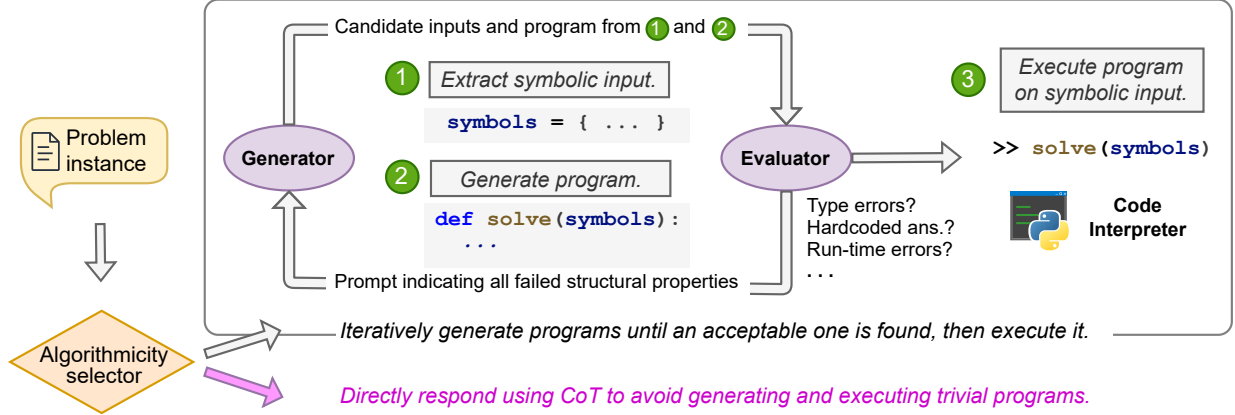 Candidate inputs and program from 1 and 2
1 Extract symbolic input.
symbols = { ... }
2 Generate program.
def solve(symbols):
...
Generator
Evaluator
Prompt indicating all failed structural properties
Type errors?
Hardcoded ans.?
Run-time errors?
. . .
3 Execute program
on symbolic input.
>> solve(symbols)
Code
Interpreter
Problem
instance
Algorithmicity
selector
Iteratively generate programs until an acceptable one is found, then execute it.
Directly respond using CoT to avoid generating and executing trivial programs.